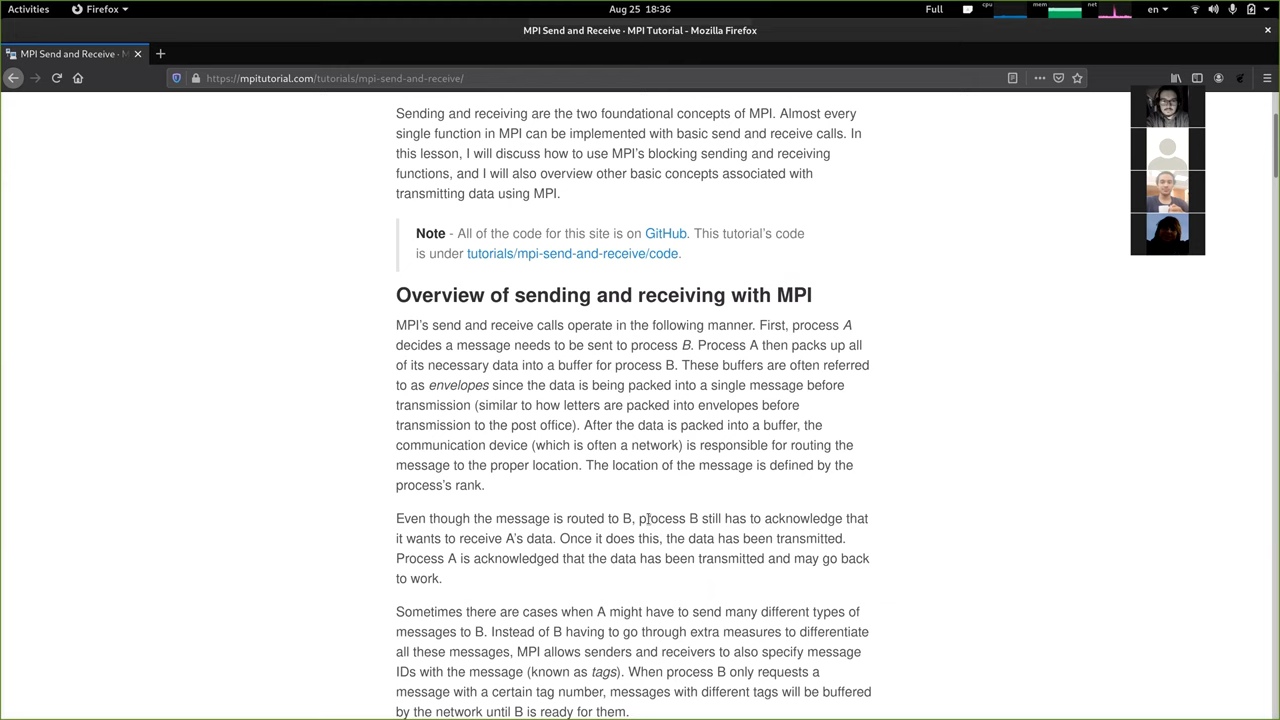 Activities
Firefox
Aug 25 18:36
Full
cpu
mem
net
en
MPI Send and Receive · MPI Tutorial - Mozilla Firefox
MPI Send and Receive · M
https://mpitutorial.com/tutorials/mpi-send-and-receive/
Sending and receiving are the two foundational concepts of MPI. Almost every
single function in MPI can be implemented with basic send and receive calls. In
this lesson, I will discuss how to use MPI's blocking sending and receiving
functions, and I will also overview other basic concepts associated with
transmitting data using MPI.
Note - All of the code for this site is on GitHub. This tutorial's code
is under tutorials/mpi-send-and-receive/code.
Overview of sending and receiving with MPI
MPI's send and receive calls operate in the following manner. First, process A
decides a message needs to be sent to process B. Process A then packs up all
of its necessary data into a buffer for process B. These buffers are often referred
to as envelopes since the data is being packed into a single message before
transmission (similar to how letters are packed into envelopes before
transmission to the post office). After the data is packed into a buffer, the
communication device (which is often a network) is responsible for routing the
message to the proper location. The location of the message is defined by the
process's rank.
Even though the message is routed to B, process B still has to acknowledge that
it wants to receive A's data. Once it does this, the data has been transmitted.
Process A is acknowledged that the data has been transmitted and may go back
to work.
Sometimes there are cases when A might have to send many different types of
messages to B. Instead of B having to go through extra measures to differentiate
all these messages, MPI allows senders and receivers to also specify message
IDs with the message (known as tags). When process B only requests a
message with a certain tag number, messages with different tags will be buffered
by the network until B is ready for them.